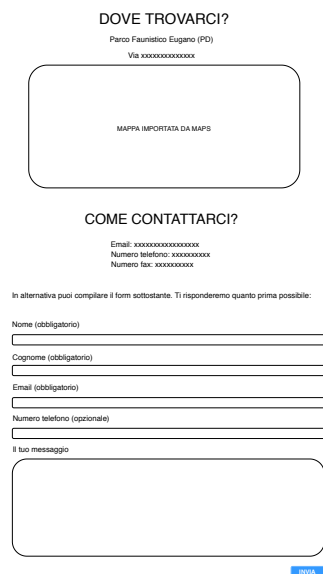 DOVE TROVARCI?
Parco Faunistico Eugano (PD)
Via xxxxxxxxxxxxxx
MAPPA IMPORTATA DA MAPS
COME CONTATTARCI?
Email: xxxxxxxxxxxxxxxxx
Numero telefono: xxxxxxxxxx
Numero fax: xxxxxxxxxx
In alternativa puoi compilare il form sottostante. Ti risponderemo quanto prima possibile:
Nome (obbligatorio)
Cognome (obbligatorio)
Email (obbligatorio)
Numero telefono (opzionale)
Il tuo messaggio
INVIA